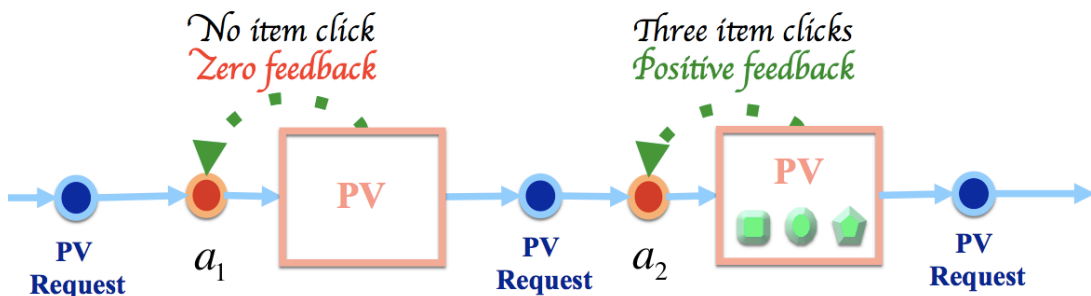 No item click
Zero feedback
Three item clicks
Positive feedback
PV
PV
PV
Request
a1
PV
Request
a2
PV
Request